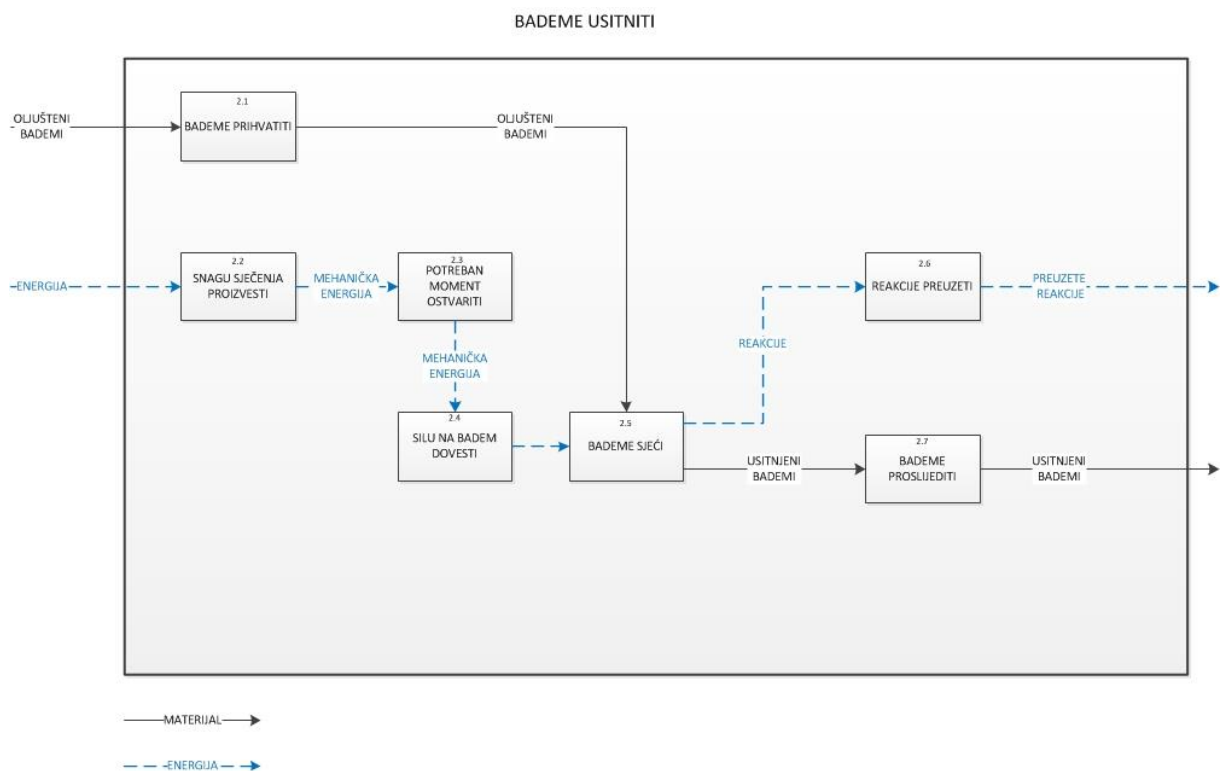 BADEME USITNITI
2.1
BADEME PRIHVATITI
OLJUŠTENI
BADEMI
OLJUŠTENI
BADEMI
2.2
SNAGU SJEČENJA
PROIZVESTI
ENERGIJA
MEHANIČKA
ENERGIJA
2.3
POTREBAN
MOMENT
OSTVARITI
2.6
REAKCIJE PREUZETI
PREUZETE
REAKCIJE
REAKCIJE
MEHANIČKA
ENERGIJA
2.4
SILU NA BADEM
DOVESTI
2.5
BADEME SJEĆI
USITNJENI
BADEMI
2.7
BADEME
PROSLIJEDITI
USITNJENI
BADEMI
MATERIJAL
ENERGIJA